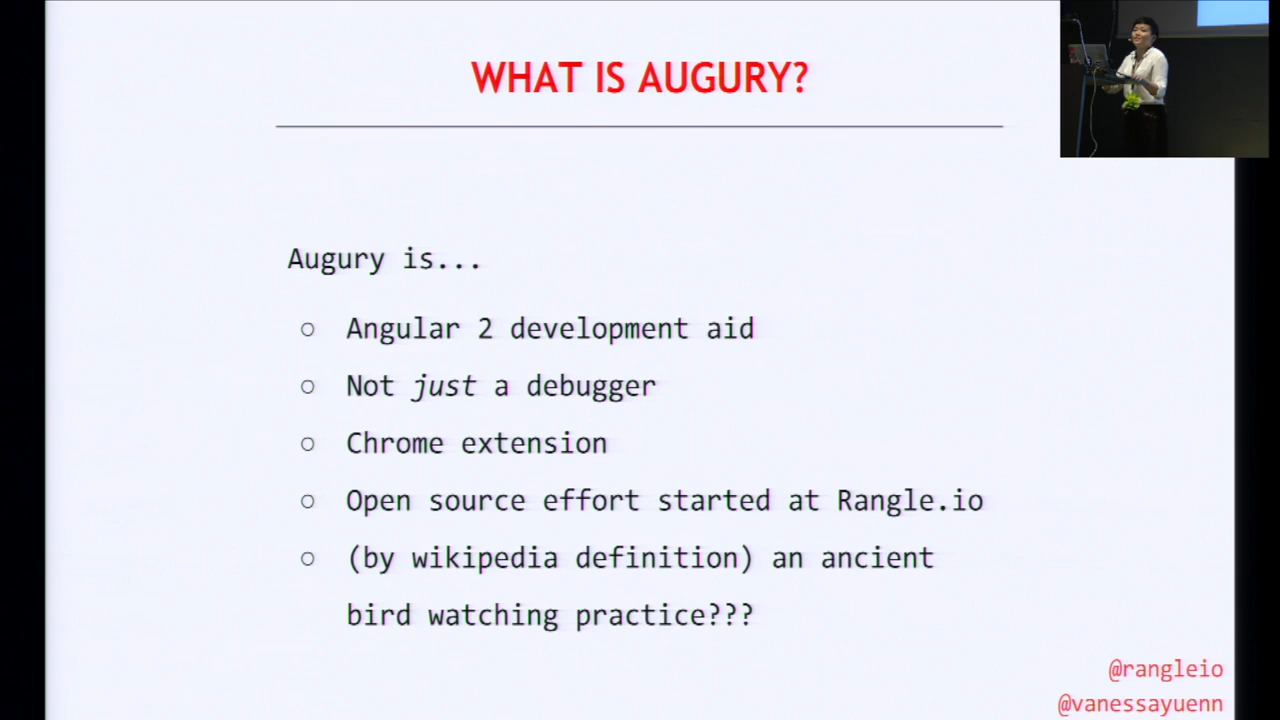 WHAT IS AUGURY?
Augury is...
○ Angular 2 development aid
○ Not just a debugger
○ Chrome extension
○ Open source effort started at Rangle.io
○ (by wikipedia definition) an ancient
bird watching practice???
@rangleio
@vanessayuenn